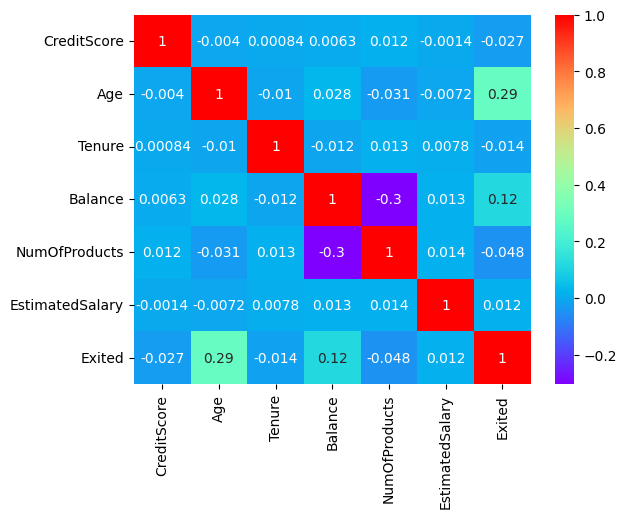 CreditScore 1 -0.004 0.00084 0.0063 0.012 -0.0014 -0.027
Age -0.004 1 -0.01 0.028 -0.031 -0.0072 0.29
Tenure 0.00084 -0.01 1 -0.012 0.013 0.0078 -0.014
Balance 0.0063 0.028 -0.012 1 -0.3 0.013 0.12
NumOfProducts 0.012 -0.031 0.013 -0.3 1 0.014 -0.048
EstimatedSalary -0.0014 -0.0072 0.0078 0.013 0.014 1 0.012
Exited -0.027 0.29 -0.014 0.12 -0.048 0.012 1
CreditScore
Age
Tenure
Balance
NumOfProducts
EstimatedSalary
Exited
1.0
0.8
0.6
0.4
0.2
0.0
−0.2